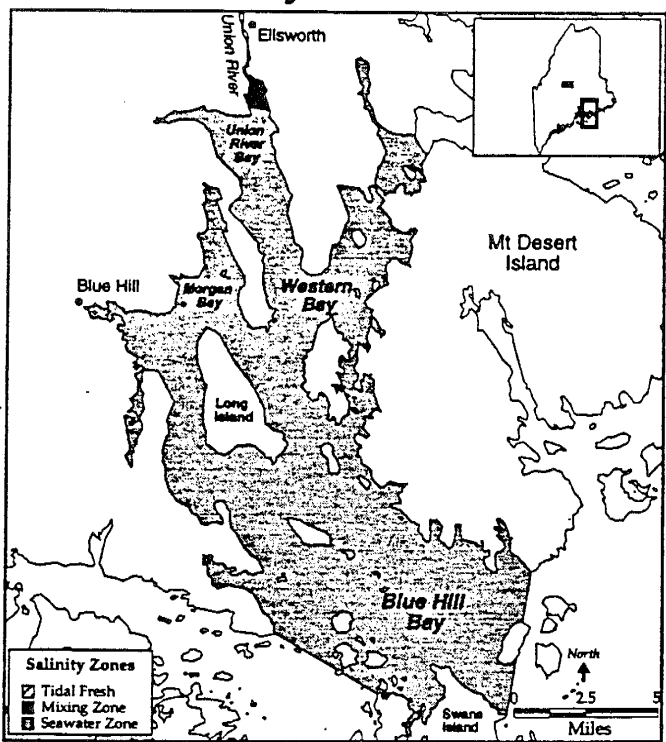 Ellsworth
Union River
Union
River
Bay
Mt Desert
Island
Blue Hill
Morgan
Bay
Western
Bay
Long
Island
Blue Hill
Bay
Salinity Zones
Tidal Fresh
Mixing Zone
Seawater Zone
Swans
Island
North
0 2.5 5
Miles